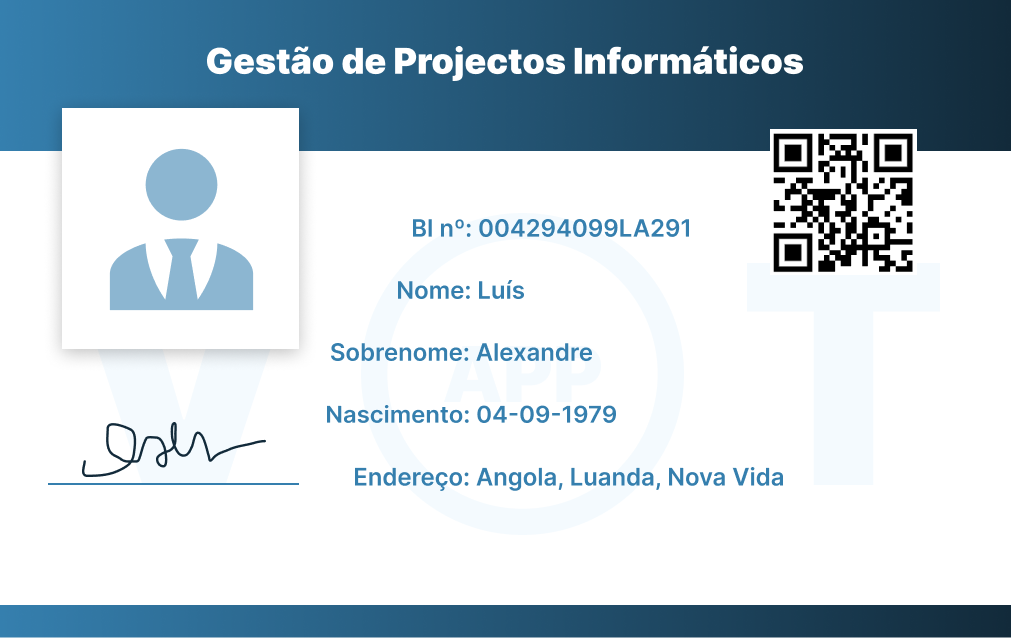 Gestão de Projectos Informáticos
BI nº: 004294099LA291
Nome: Luís
Sobrenome: Alexandre
Nascimento: 04-09-1979
Endereço: Angola, Luanda, Nova Vida
V O T
APP